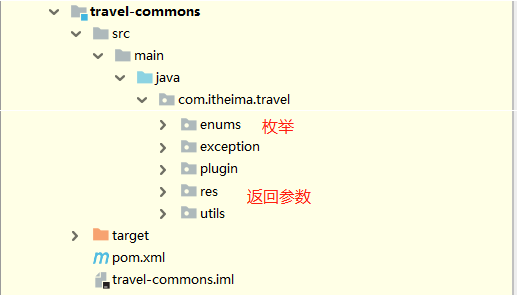 travel-commons
src
main
java
com.itheima.travel
enums 枚举
exception
plugin
res 返回参数
utils
target
pom.xml
travel-commons.iml